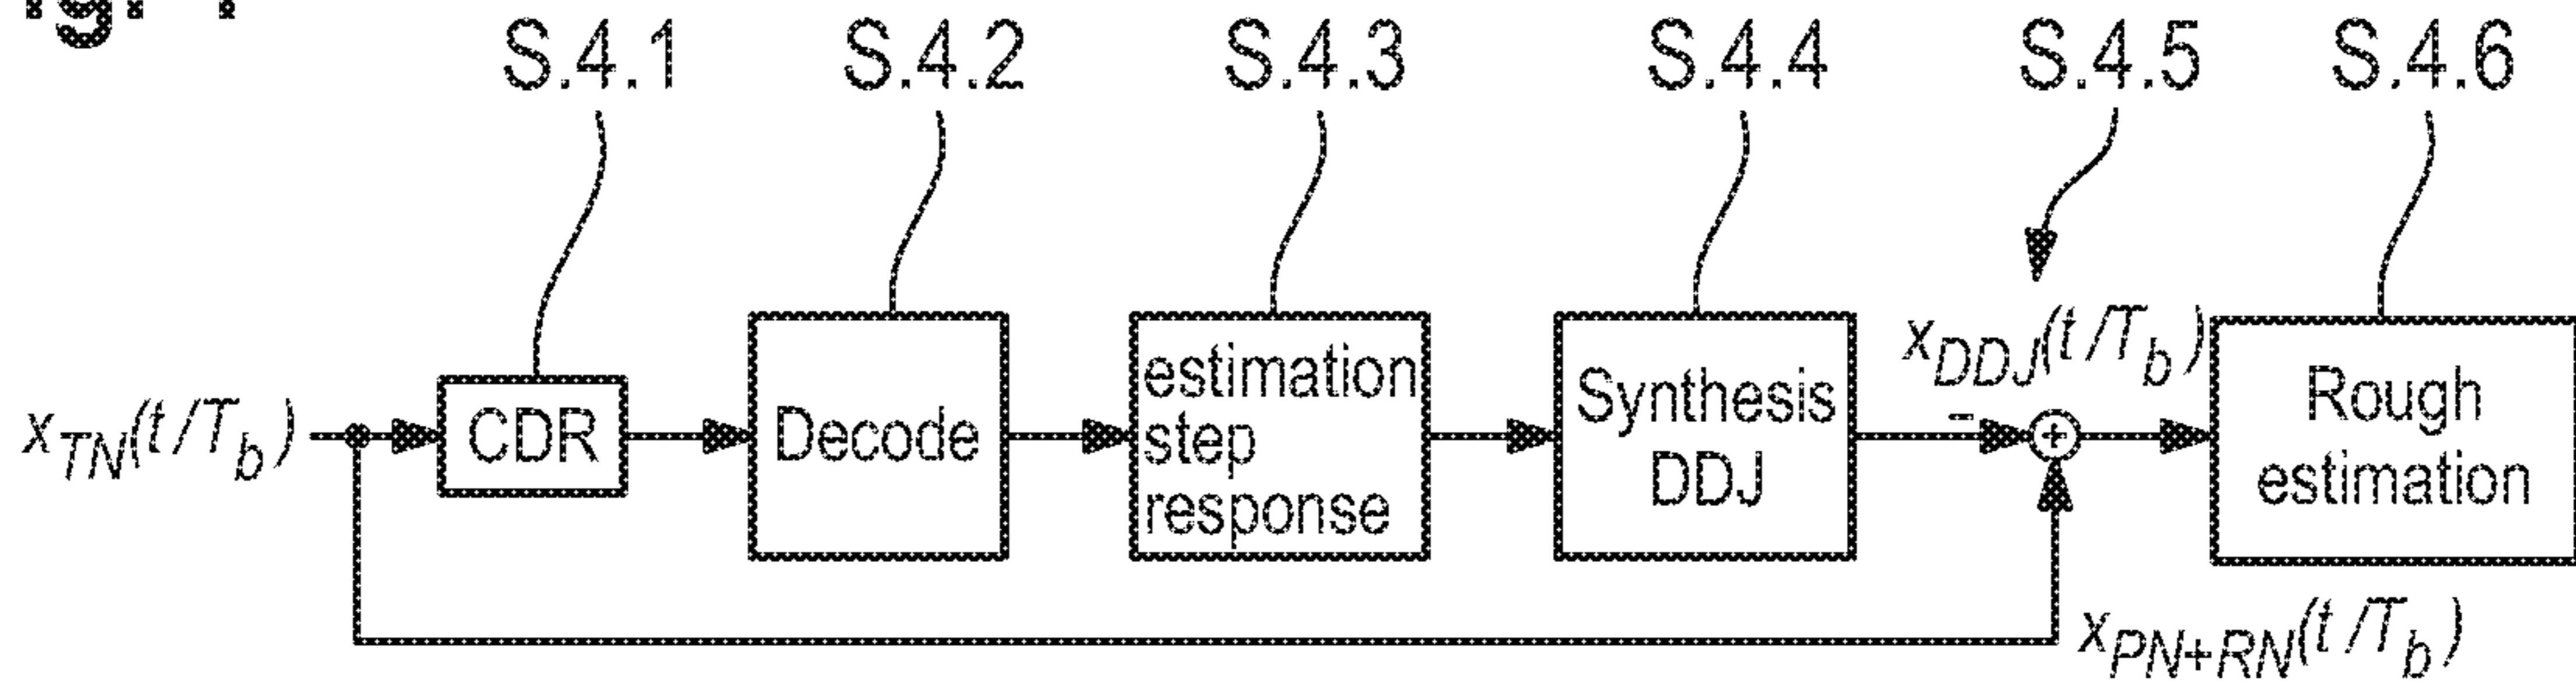 S.4.1 S.4.2 S.4.3 S.4.4 S.4.5 S.4.6
x_TN(t/T_b)
CDR
Decode
estimation
step
response
Synthesis
DDJ
x_DDJ(t/T_b)
-
+
Rough
estimation
x_PN+RN(t/T_b)